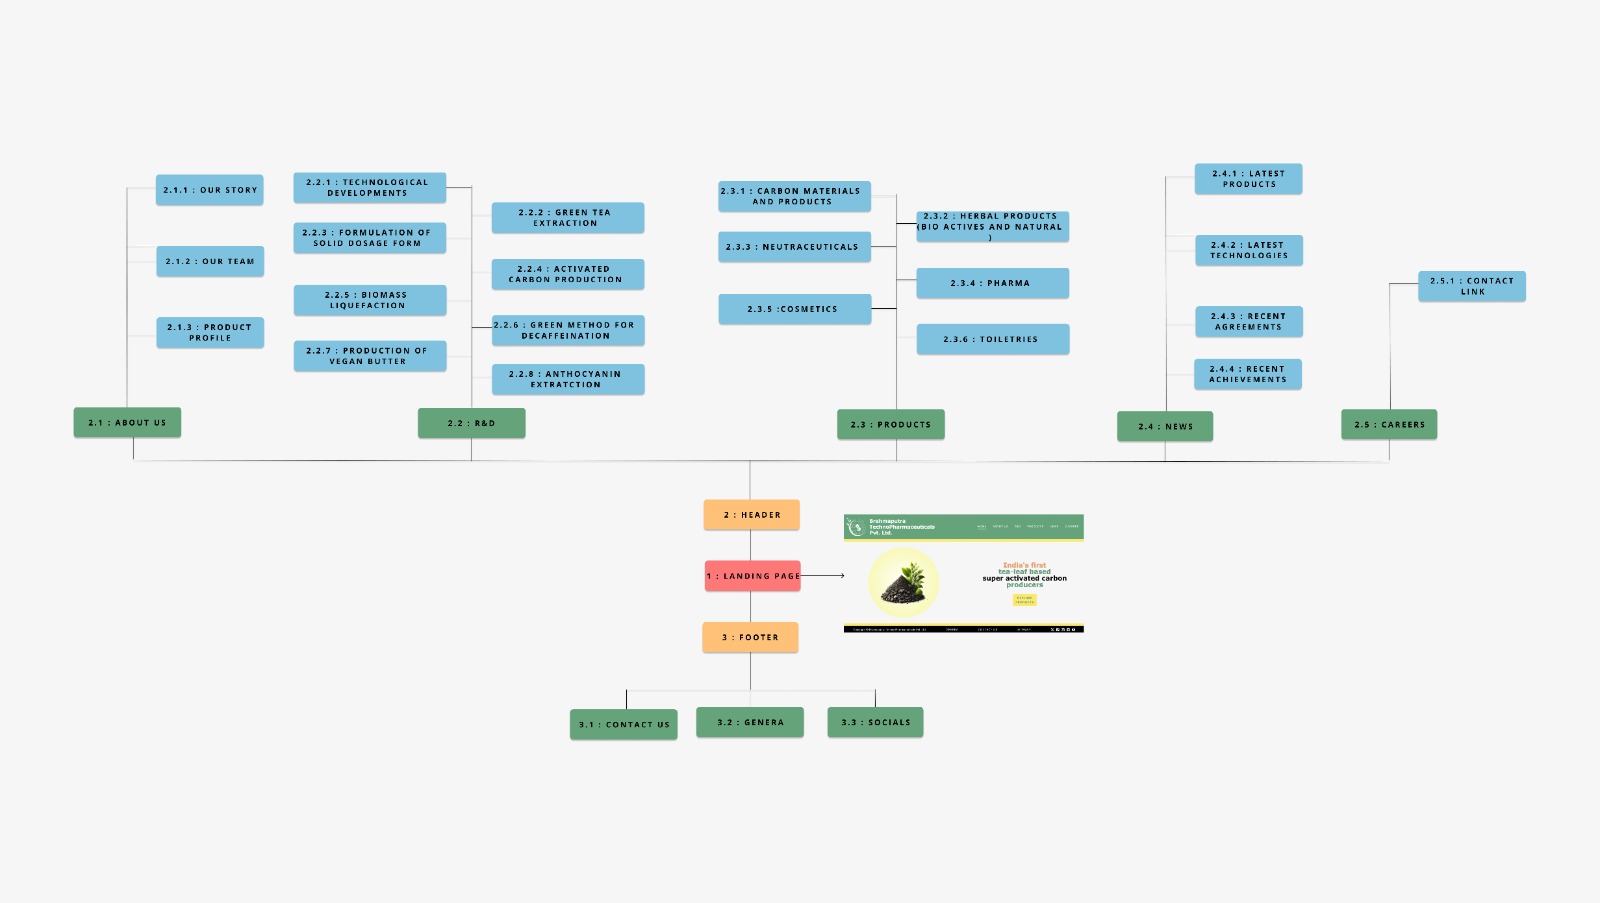 2.1.1 : OUR STORY
2.1.2 : OUR TEAM
2.1.3 : PRODUCT
PROFILE
2.1 : ABOUT US
2.2.1 : TECHNOLOGICAL
DEVELOPMENTS
2.2.2 : GREEN TEA
EXTRACTION
2.2.3 : FORMULATION OF
SOLID DOSAGE FORM
2.2.4 : ACTIVATED
CARBON PRODUCTION
2.2.5 : BIOMASS
LIQUEFACTION
2.2.6 : GREEN METHOD FOR
DECAFFEINATION
2.2.7 : PRODUCTION OF
VEGAN BUTTER
2.2.8 : ANTHOCYANIN
EXTRATCTION
2.2 : R&D
2.3.1 : CARBON MATERIALS
AND PRODUCTS
2.3.2 : HERBAL PRODUCTS
(BIO ACTIVES AND NATURAL
)
2.3.3 : NEUTRACEUTICALS
2.3.4 : PHARMA
2.3.5 :COSMETICS
2.3.6 : TOILETRIES
2.3 : PRODUCTS
2.4.1 : LATEST
PRODUCTS
2.4.2 : LATEST
TECHNOLOGIES
2.4.3 : RECENT
AGREEMENTS
2.4.4 : RECENT
ACHIEVEMENTS
2.4 : NEWS
2.5.1 : CONTACT
LINK
2.5 : CAREERS
2 : HEADER
1 : LANDING PAGE
Brahmaputra
TechnoPharmaceuticals
Pvt. Ltd.
India's first
tea-leaf based
super activated carbon
producers
3 : FOOTER
3.1 : CONTACT US
3.2 : GENERA
3.3 : SOCIALS